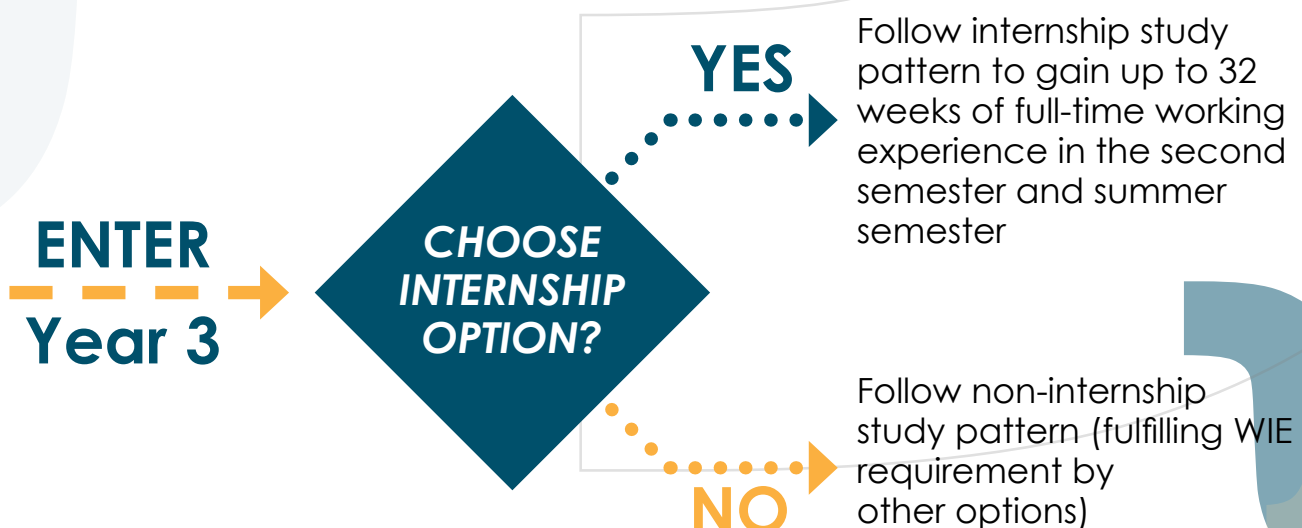 ENTER
Year 3
CHOOSE
INTERNSHIP
OPTION?
YES
Follow internship study
pattern to gain up to 32
weeks of full-time working
experience in the second
semester and summer
semester
NO
Follow non-internship
study pattern (fulfilling WIE
requirement by
other options)